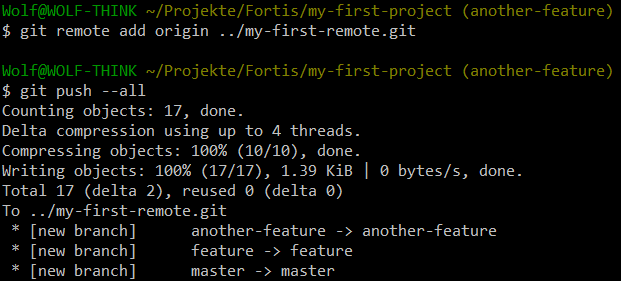 Wolf@WOLF-THINK ~/Projekte/Fortis/my-first-project (another-feature)
$ git remote add origin ../my-first-remote.git
Wolf@WOLF-THINK ~/Projekte/Fortis/my-first-project (another-feature)
$ git push --all
Counting objects: 17, done.
Delta compression using up to 4 threads.
Compressing objects: 100% (10/10), done.
Writing objects: 100% (17/17), 1.39 KiB | 0 bytes/s, done.
Total 17 (delta 2), reused 0 (delta 0)
To ../my-first-remote.git
 * [new branch]      another-feature -> another-feature
 * [new branch]      feature -> feature
 * [new branch]      master -> master